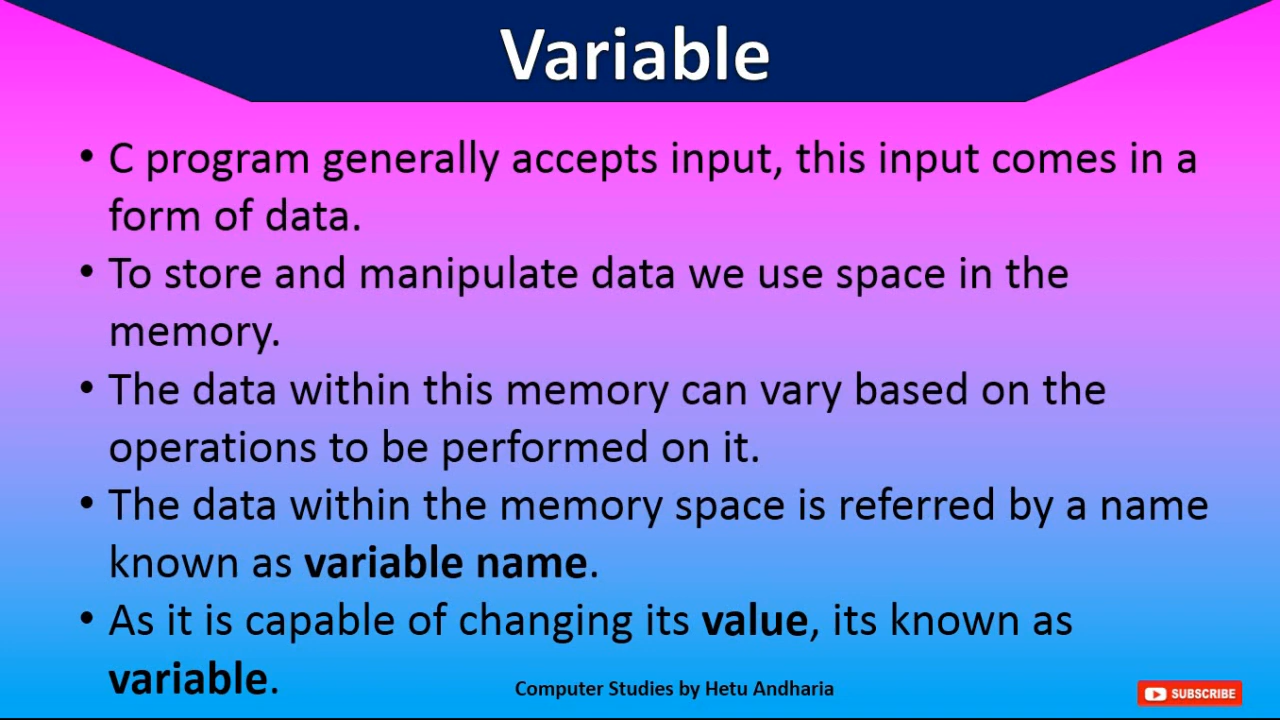 Variable
• C program generally accepts input, this input comes in a
form of data.
• To store and manipulate data we use space in the
memory.
• The data within this memory can vary based on the
operations to be performed on it.
• The data within the memory space is referred by a name
known as variable name.
• As it is capable of changing its value, its known as
variable.
Computer Studies by Hetu Andharia
SUBSCRIBE